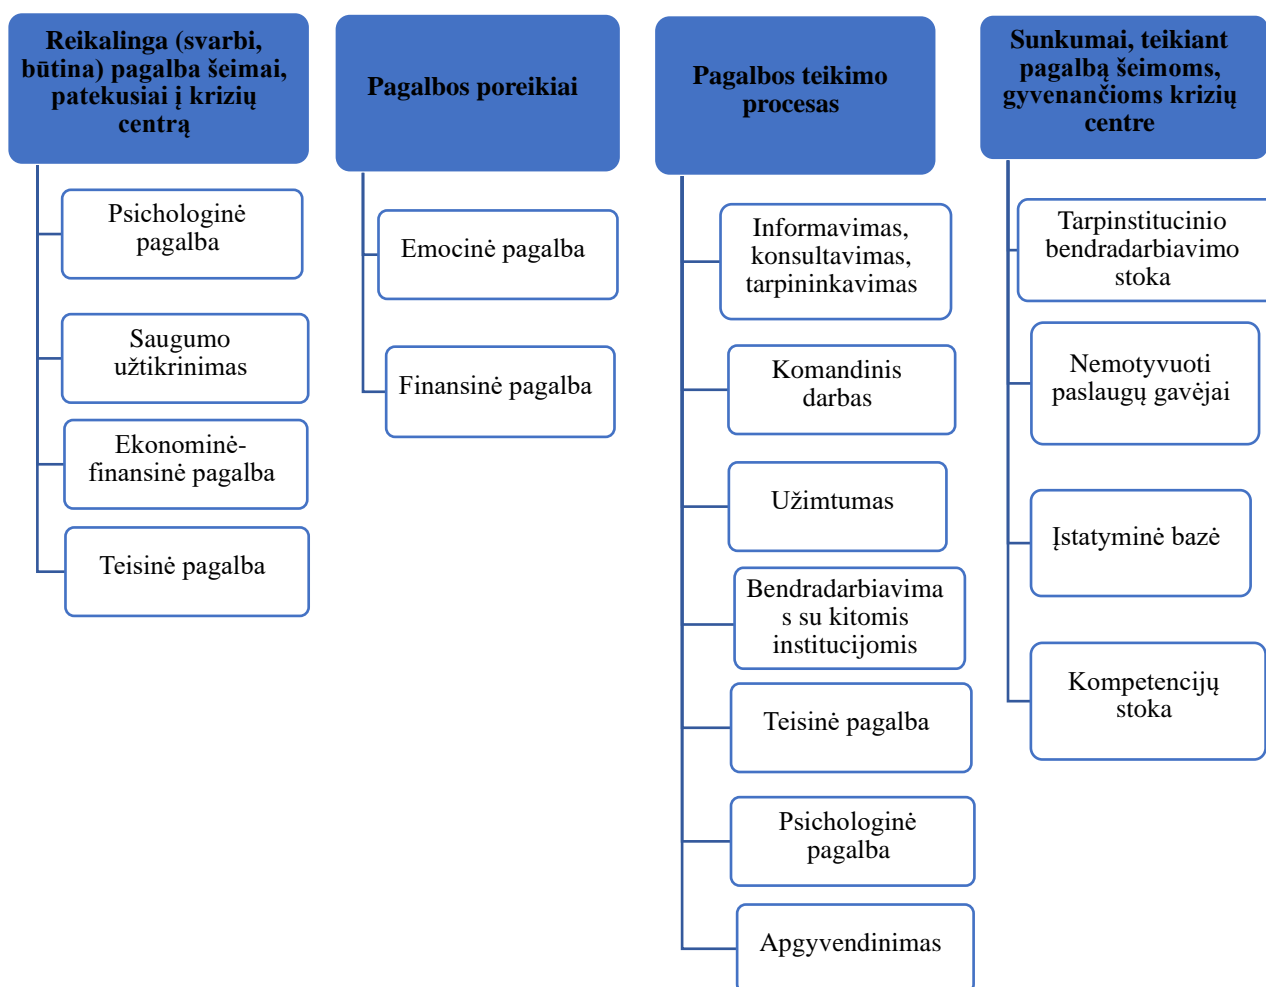 Reikalinga (svarbi,
būtina) pagalba šeimai,
patekusiai į krizių
centrą
Psichologinė
pagalba
Saugumo
užtikrinimas
Ekonominė-
finansinė pagalba
Teisinė pagalba
Pagalbos poreikiai
Emocinė pagalba
Finansinė pagalba
Pagalbos teikimo
procesas
Informavimas,
konsultavimas,
tarpininkavimas
Komandinis
darbas
Užimtumas
Bendradarbiavima
s su kitomis
institucijomis
Teisinė pagalba
Psichologinė
pagalba
Apgyvendinimas
Sunkumai, teikiant
pagalbą šeimoms,
gyvenančioms krizių
centre
Tarpinstitucinio
bendradarbiavimo
stoka
Nemotyvuoti
paslaugų gavėjai
Įstatyminė bazė
Kompetencijų
stoka